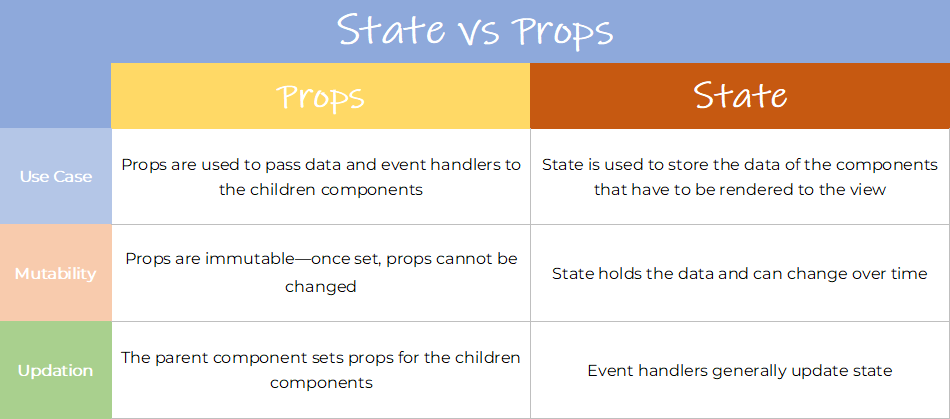 State vs Props
Props
State
Use Case
Props are used to pass data and event handlers to
the children components
State is used to store the data of the components
that have to be rendered to the view
Mutability
Props are immutable—once set, props cannot be
changed
State holds the data and can change over time
Updation
The parent component sets props for the children
components
Event handlers generally update state